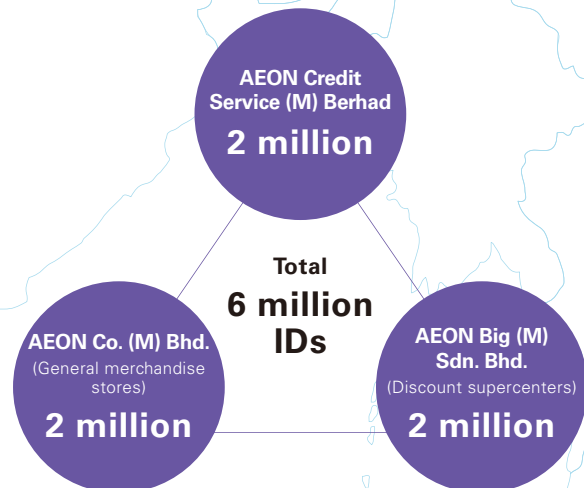 AEON Credit
Service (M) Berhad
2 million
Total
6 million
IDs
AEON Co. (M) Bhd.
(General merchandise
stores)
2 million
AEON Big (M)
Sdn. Bhd.
(Discount supercenters)
2 million